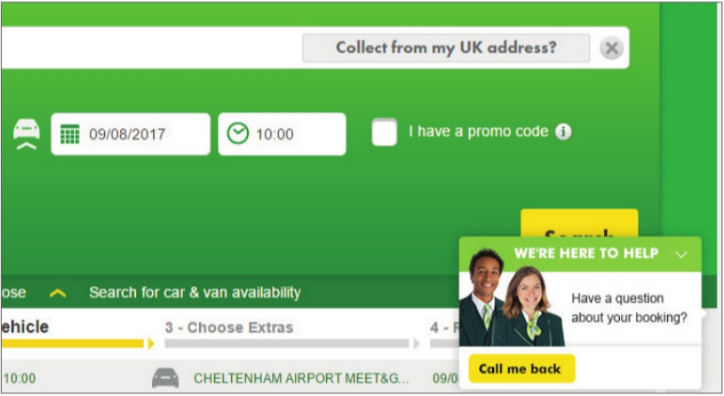 Collect from my UK address?
09/08/2017
10:00
I have a promo code
WE'RE HERE TO HELP
Have a question
about your booking?
Call me back
ose
Search for car & van availability
ehicle
3 - Choose Extras
4 -
10:00
CHELTENHAM AIRPORT MEET&G...
09/0